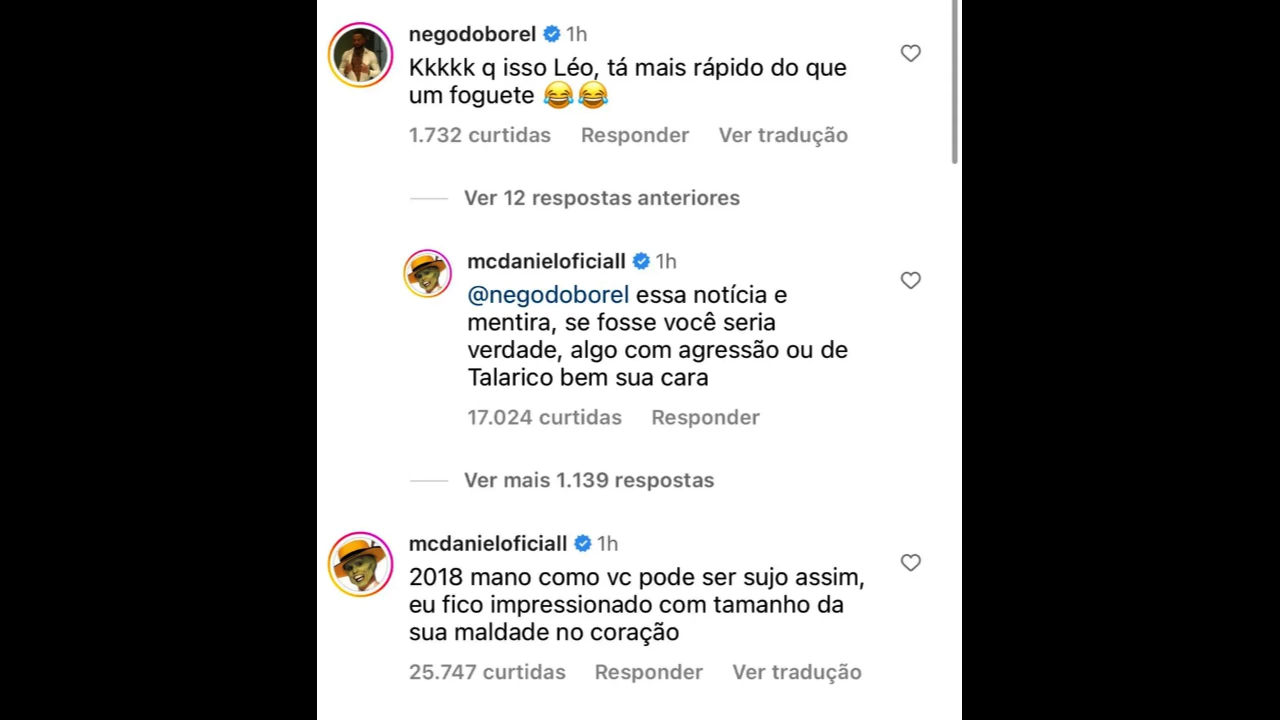 negodoborel 1h
Kkkkk q isso Léo, tá mais rápido do que
um foguete 😂😂
1.732 curtidas Responder Ver tradução
Ver 12 respostas anteriores
mcdanieloficiall 1h
@negodoborel essa notícia e
mentira, se fosse você seria
verdade, algo com agressão ou de
Talarico bem sua cara
17.024 curtidas Responder
Ver mais 1.139 respostas
mcdanieloficiall 1h
2018 mano como vc pode ser sujo assim,
eu fico impressionado com tamanho da
sua maldade no coração
25.747 curtidas Responder Ver tradução